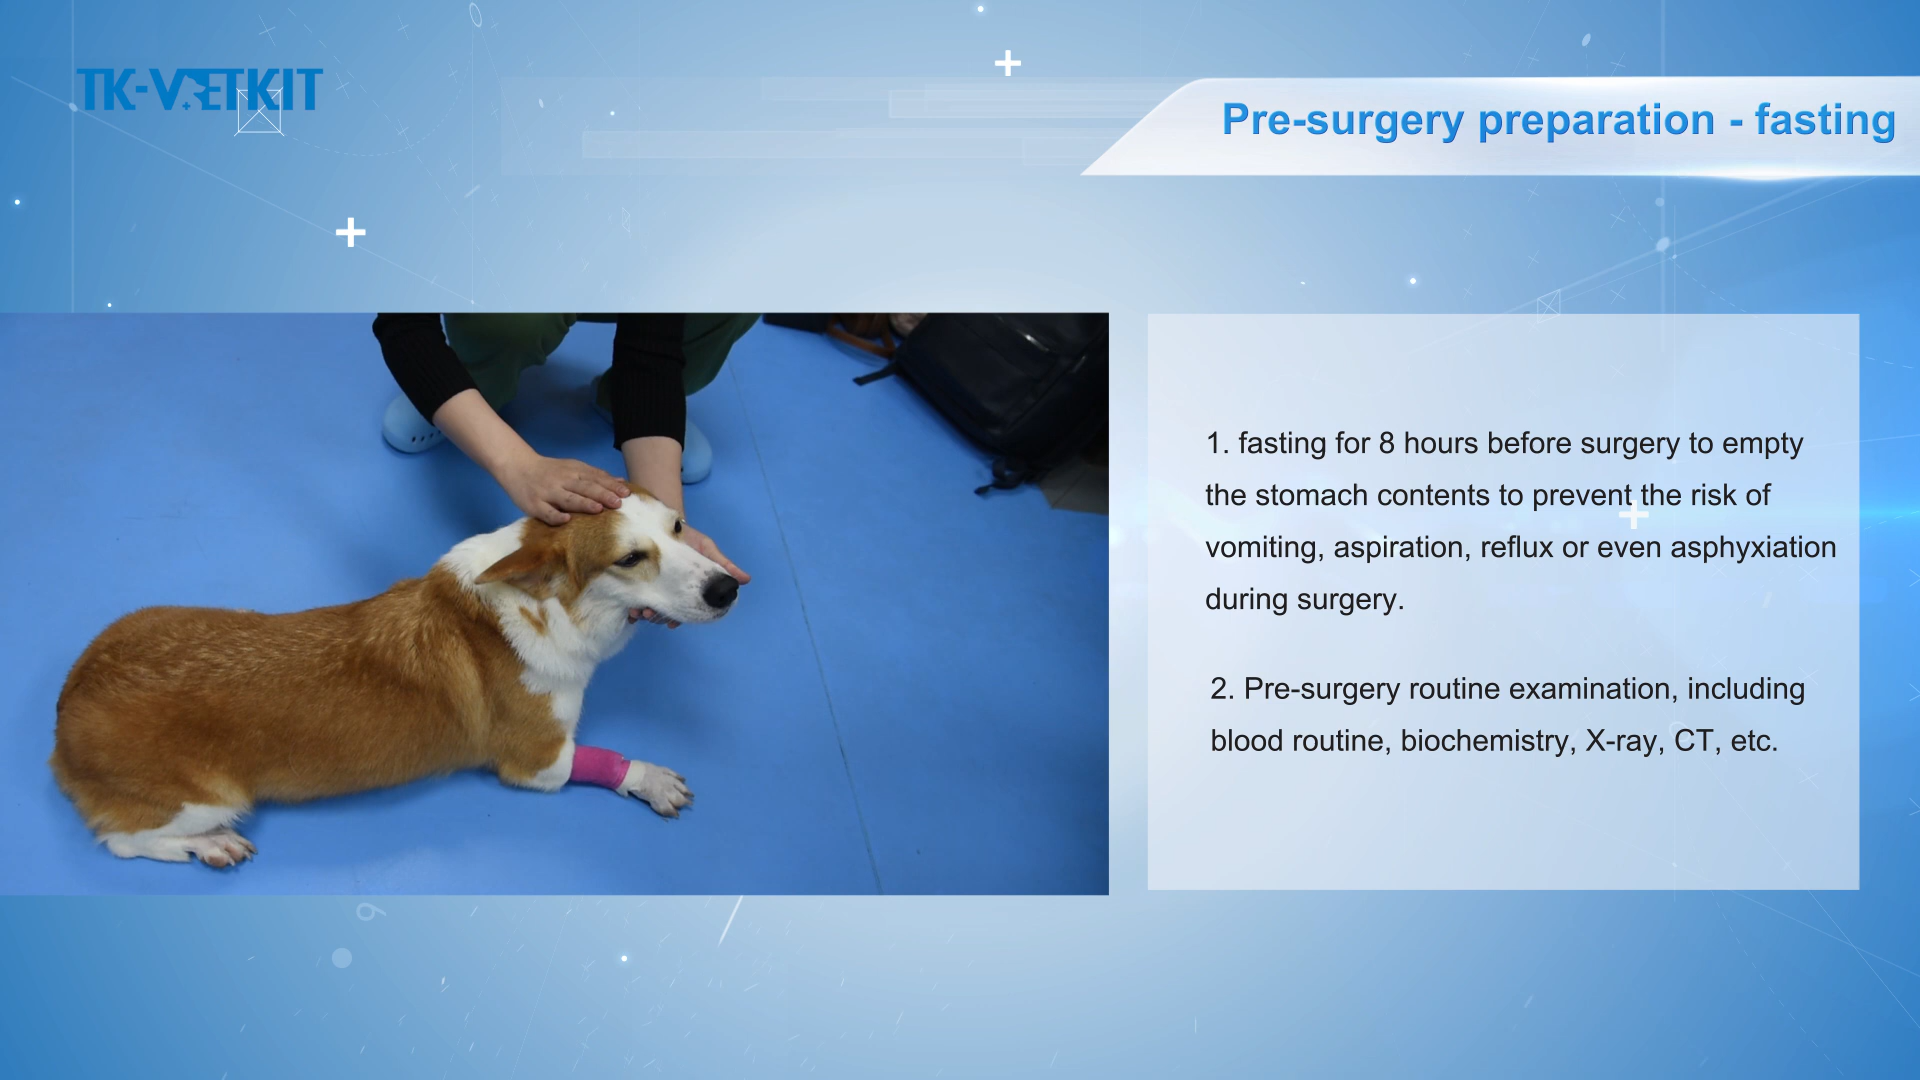 TK-VETKIT
Pre-surgery preparation - fasting
1. fasting for 8 hours before surgery to empty
the stomach contents to prevent the risk of
vomiting, aspiration, reflux or even asphyxiation
during surgery.
2. Pre-surgery routine examination, including
blood routine, biochemistry, X-ray, CT, etc.